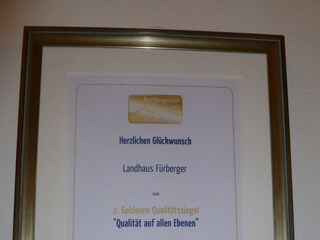 Herzlichen Glückwunsch
Landhaus Fürberger
zum
2. Goldenen Qualitätssiegel
"Qualität auf allen Ebenen"